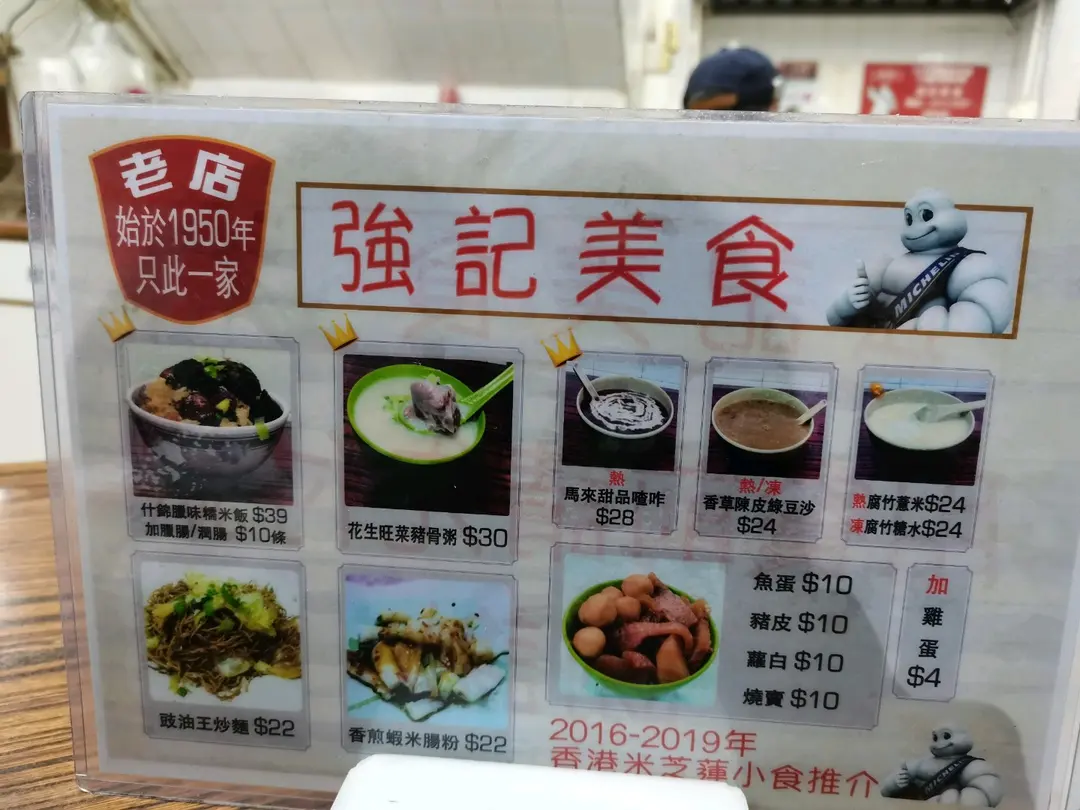 老店
始於1950年
只此一家
強記美食
MICHELIN
什錦臘味糯米飯 $39
加臘腸/潤腸 $10條
花生旺菜豬骨粥 $30
熱
馬來甜品喳咋
$28
熱/凍
香草陳皮綠豆沙
$24
熱腐竹薏米$24
凍腐竹糖水$24
豉油王炒麵 $22
香煎蝦米腸粉 $22
魚蛋 $10
豬皮 $10
蘿白 $10
燒賣 $10
加
雞
蛋
$4
2016-2019年
香港米芝蓮小食推介
MICHELIN